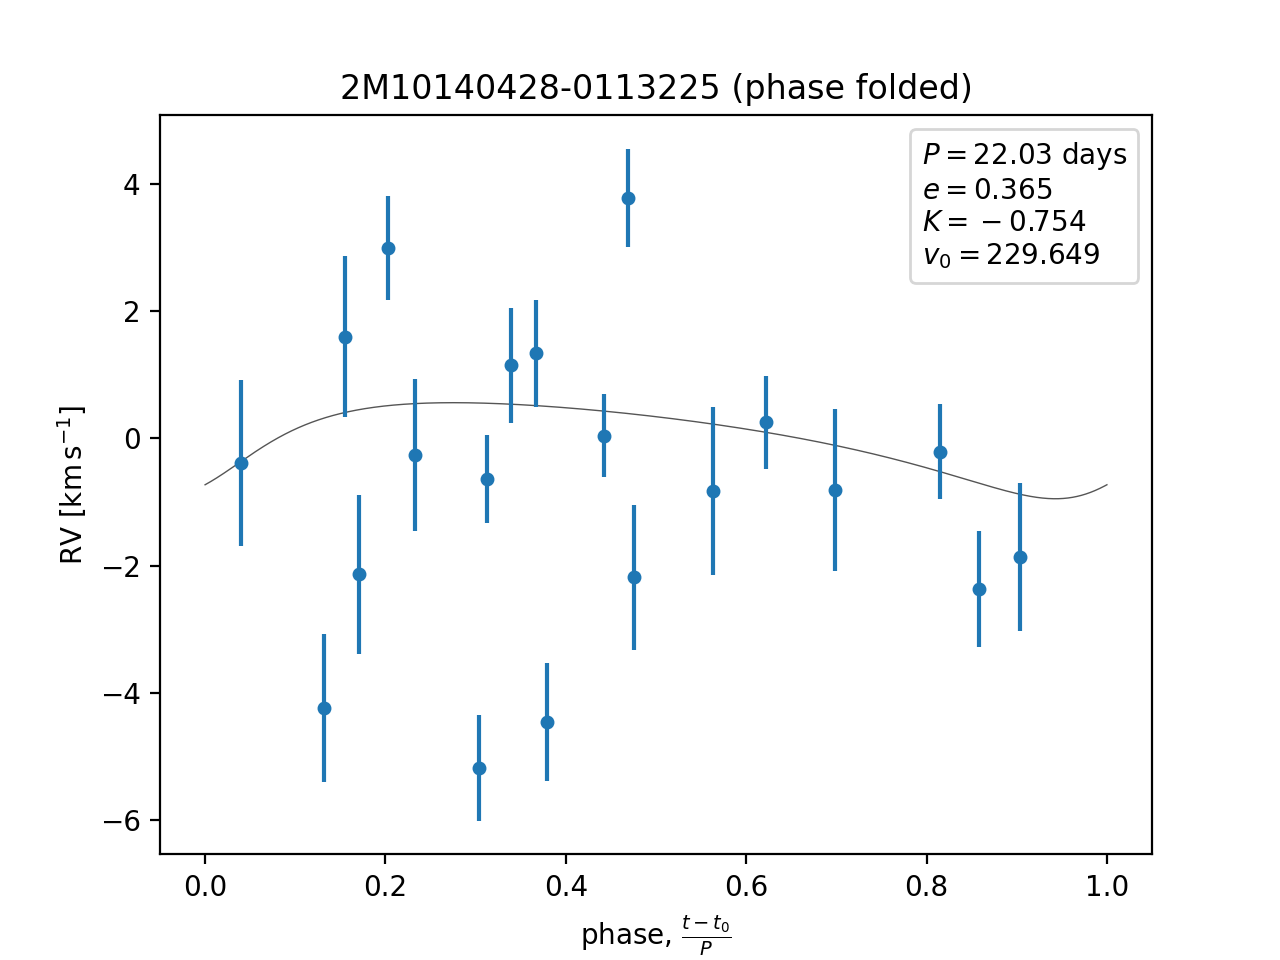 2M10140428-0113225 (phase folded)
P = 22.03 days
e = 0.365
K = −0.754
v₀ = 229.649
RV [km s⁻¹]
4
2
0
−2
−4
−6
0.0 0.2 0.4 0.6 0.8 1.0
phase, (t − t₀)/P